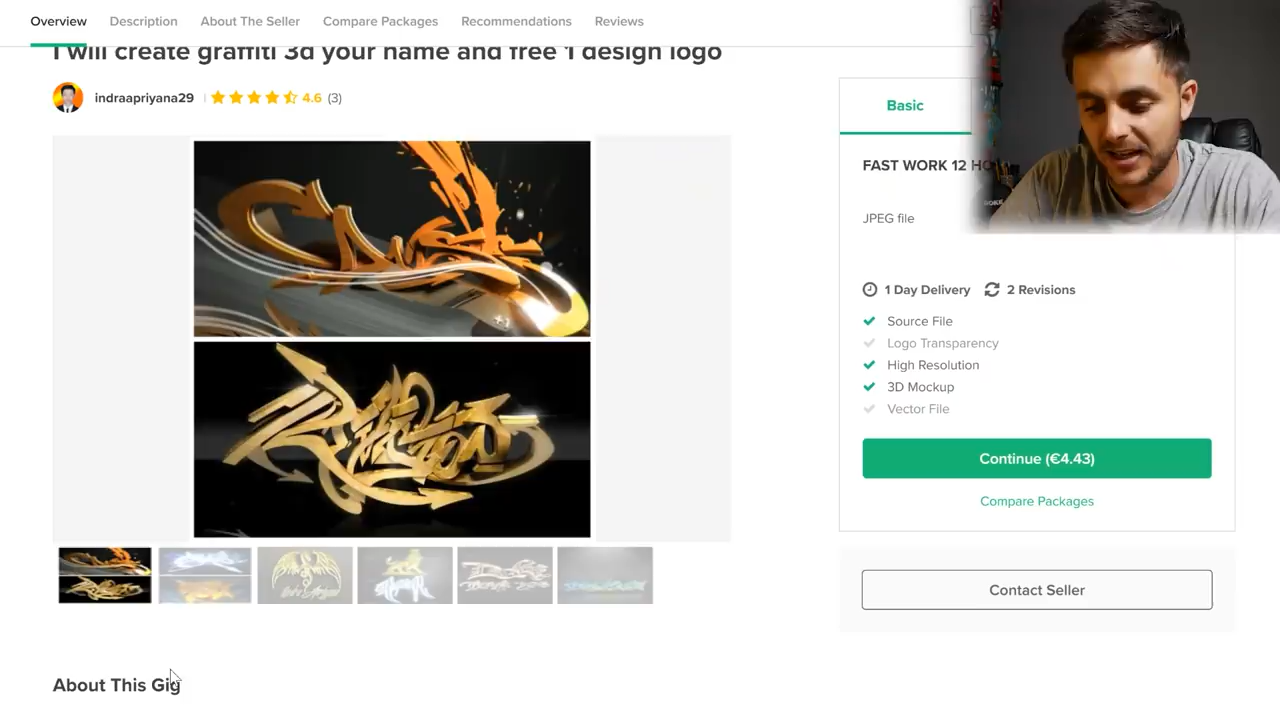 Overview Description About The Seller Compare Packages Recommendations Reviews
I will create graffiti 3d your name and free 1 design logo
indraapriyana29 4.6 (3)
Basic
FAST WORK 12 HO
JPEG file
1 Day Delivery 2 Revisions
Source File
Logo Transparency
High Resolution
3D Mockup
Vector File
Continue (€4.43)
Compare Packages
Contact Seller
About This Gig